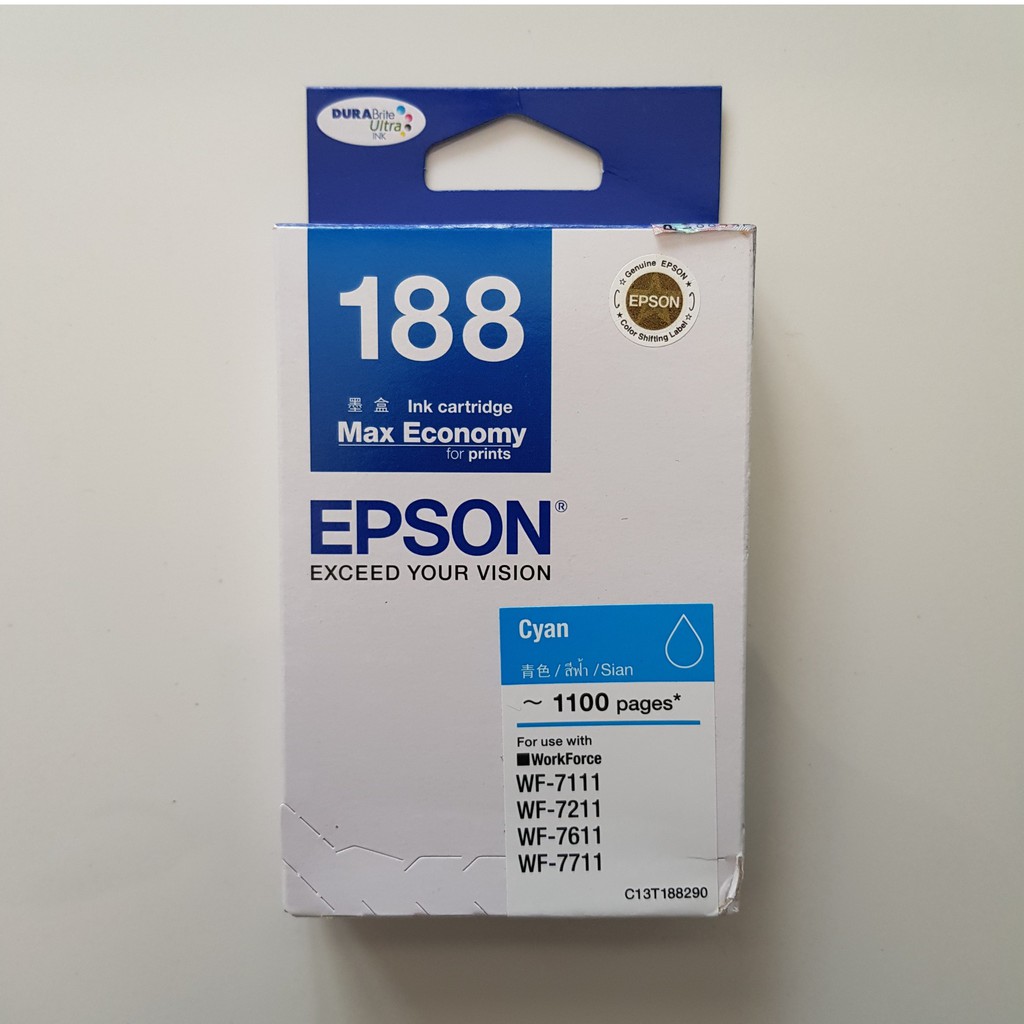 DURABrite
Ultra
INK
188
墨盒 Ink cartridge
Max Economy
for prints
Genuine EPSON
EPSON
Color Shifting Label
EPSON®
EXCEED YOUR VISION
Cyan
青色 / สีฟ้า / Sian
~ 1100 pages*
For use with
WorkForce
WF-7111
WF-7211
WF-7611
WF-7711
C13T188290